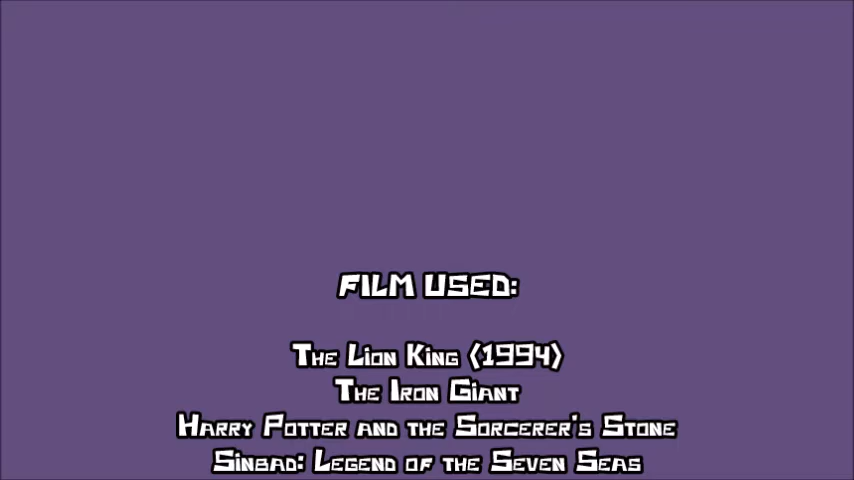 FILM USED:
The Lion King (1994)
The Iron Giant
Harry Potter and the Sorcerer's Stone
Sinbad: Legend of the Seven Seas